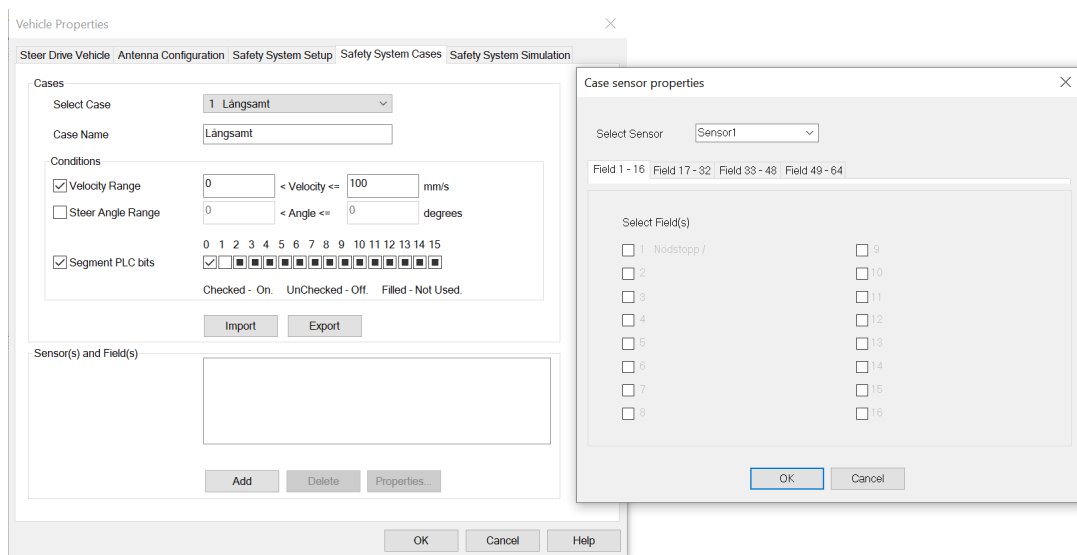 Vehicle Properties
Steer Drive Vehicle Antenna Configuration Safety System Setup Safety System Cases Safety System Simulation
Cases
Select Case 1 Långsamt
Case Name Långsamt
Conditions
Velocity Range 0 < Velocity <= 100 mm/s
Steer Angle Range 0 < Angle <= 0 degrees
0 1 2 3 4 5 6 7 8 9 10 11 12 13 14 15
Segment PLC bits
Checked - On. UnChecked - Off. Filled - Not Used.
Import Export
Sensor(s) and Field(s)
Add Delete Properties...
OK Cancel Help
Case sensor properties
Select Sensor Sensor1
Field 1 - 16 Field 17 - 32 Field 33 - 48 Field 49 - 64
Select Field(s)
1 Nödstopp / 9
2 10
3 11
4 12
5 13
6 14
7 15
8 16
OK Cancel